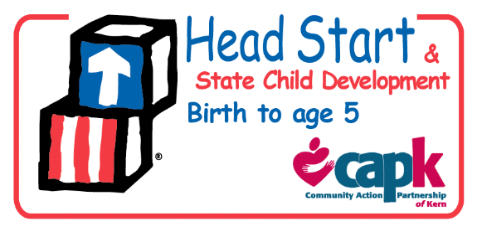 Head Start &
State Child Development
Birth to age 5
®
capk
Community Action Partnership
of Kern